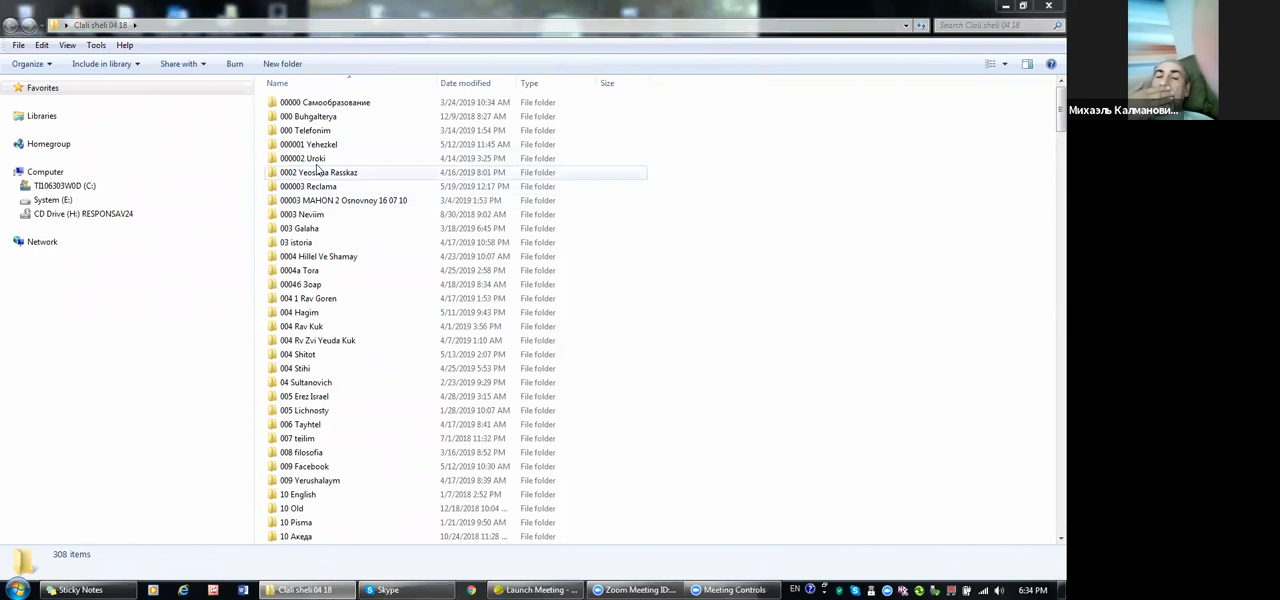 Clali sheli 04 18
Search Clali sheli 04 18
File Edit View Tools Help
Organize Include in library Share with Burn New folder
Name Date modified Type Size
Favorites
Libraries
Homegroup
Computer
TI106303W0D (C:)
System (E:)
CD Drive (H:) RESPONSAV24
Network
00000 Самообразование 3/24/2019 10:34 AM File folder
000 Buhgalterya 12/9/2018 8:27 AM File folder
000 Telefonim 3/14/2019 1:54 PM File folder
000001 Yehezkel 5/12/2019 11:45 AM File folder
000002 Uroki 4/14/2019 3:25 PM File folder
0002 Yeoshua Rasskaz 4/16/2019 8:01 PM File folder
000003 Reclama 5/19/2019 12:17 PM File folder
00003 MAHON 2 Osnovnoy 16 07 10 3/4/2019 1:53 PM File folder
0003 Neviim 8/30/2018 9:02 AM File folder
003 Galaha 3/18/2019 6:45 PM File folder
03 istoria 4/17/2019 10:58 PM File folder
0004 Hillel Ve Shamay 4/23/2019 10:07 AM File folder
0004a Tora 4/25/2019 2:58 PM File folder
0004б Зоар 4/18/2019 8:34 AM File folder
004 1 Rav Goren 4/17/2019 1:53 PM File folder
004 Hagim 5/11/2019 9:43 PM File folder
004 Rav Kuk 4/1/2019 3:56 PM File folder
004 Rv Zvi Yeuda Kuk 4/7/2019 1:10 AM File folder
004 Shitot 5/13/2019 2:07 PM File folder
004 Stihi 4/25/2019 5:53 PM File folder
04 Sultanovich 2/23/2019 9:29 PM File folder
005 Erez Israel 4/28/2019 3:15 AM File folder
005 Lichnosty 1/28/2019 10:07 AM File folder
006 Tayhtel 4/17/2019 8:41 AM File folder
007 teilim 7/1/2018 11:32 PM File folder
008 filosofia 3/16/2019 8:52 PM File folder
009 Facebook 5/12/2019 10:30 AM File folder
009 Yerushalaym 4/17/2019 8:39 AM File folder
10 English 1/7/2018 2:52 PM File folder
10 Old 12/18/2018 10:04 ... File folder
10 Pisma 1/21/2019 9:50 AM File folder
10 Акеда 10/24/2018 11:28 ... File folder
308 items
Михаэль Калманови...
Sticky Notes Clali sheli 04 18 Skype Launch Meeting - ... Zoom Meeting ID:... Meeting Controls EN 6:34 PM